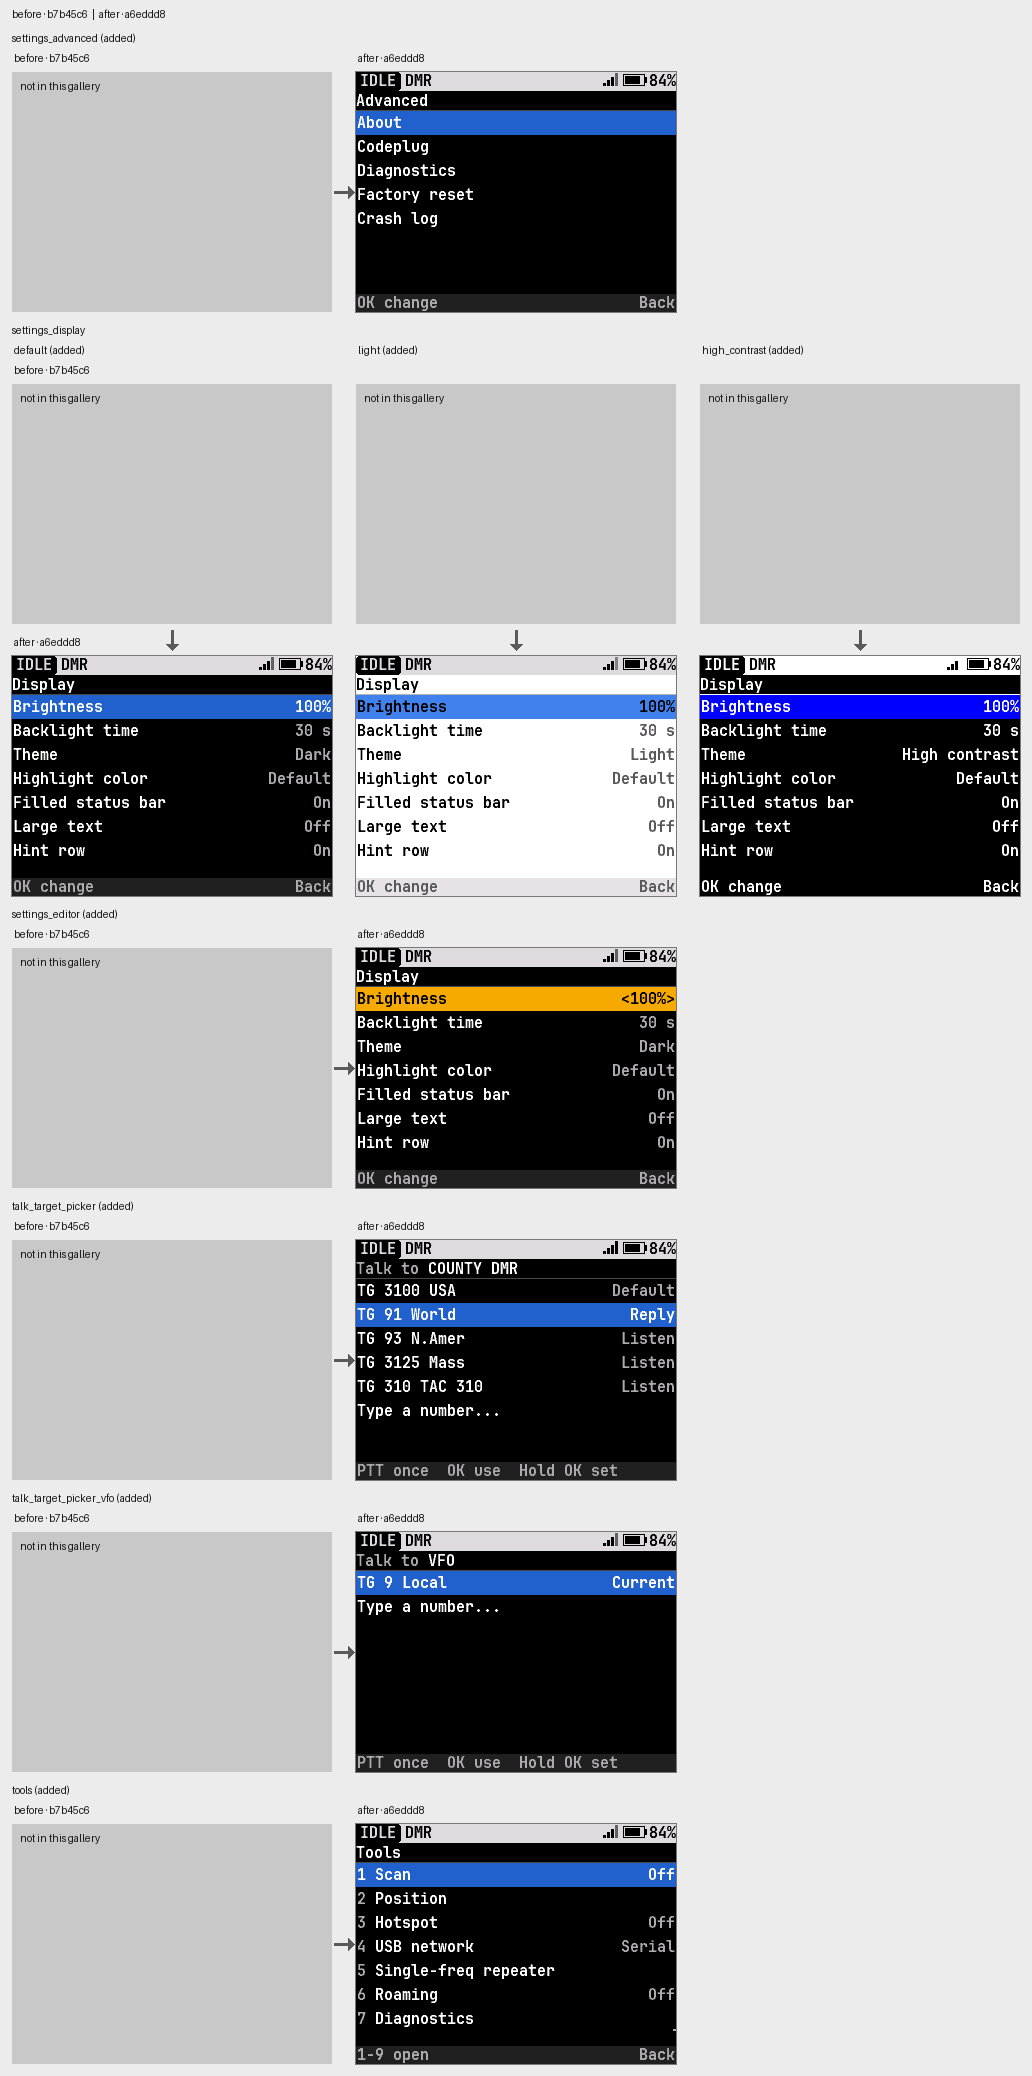 before · b7b45c6 | after · a6eddd8
settings_advanced (added)
before · b7b45c6
after · a6eddd8
not in this gallery
IDLE DMR 84%
Advanced
About
Codeplug
Diagnostics
Factory reset
Crash log
OK change Back
settings_display
default (added)
light (added)
high_contrast (added)
before · b7b45c6
not in this gallery
not in this gallery
not in this gallery
after · a6eddd8
IDLE DMR 84%
Display
Brightness 100%
Backlight time 30 s
Theme Dark
Highlight color Default
Filled status bar On
Large text Off
Hint row On
OK change Back
IDLE DMR 84%
Display
Brightness 100%
Backlight time 30 s
Theme Light
Highlight color Default
Filled status bar On
Large text Off
Hint row On
OK change Back
IDLE DMR 84%
Display
Brightness 100%
Backlight time 30 s
Theme High contrast
Highlight color Default
Filled status bar On
Large text Off
Hint row On
OK change Back
settings_editor (added)
before · b7b45c6
after · a6eddd8
not in this gallery
IDLE DMR 84%
Display
Brightness <100%>
Backlight time 30 s
Theme Dark
Highlight color Default
Filled status bar On
Large text Off
Hint row On
OK change Back
talk_target_picker (added)
before · b7b45c6
after · a6eddd8
not in this gallery
IDLE DMR 84%
Talk to COUNTY DMR
TG 3100 USA Default
TG 91 World Reply
TG 93 N.Amer Listen
TG 3125 Mass Listen
TG 310 TAC 310 Listen
Type a number...
PTT once OK use Hold OK set
talk_target_picker_vfo (added)
before · b7b45c6
after · a6eddd8
not in this gallery
IDLE DMR 84%
Talk to VFO
TG 9 Local Current
Type a number...
PTT once OK use Hold OK set
tools (added)
before · b7b45c6
after · a6eddd8
not in this gallery
IDLE DMR 84%
Tools
1 Scan Off
2 Position
3 Hotspot Off
4 USB network Serial
5 Single-freq repeater
6 Roaming Off
7 Diagnostics
1-9 open Back